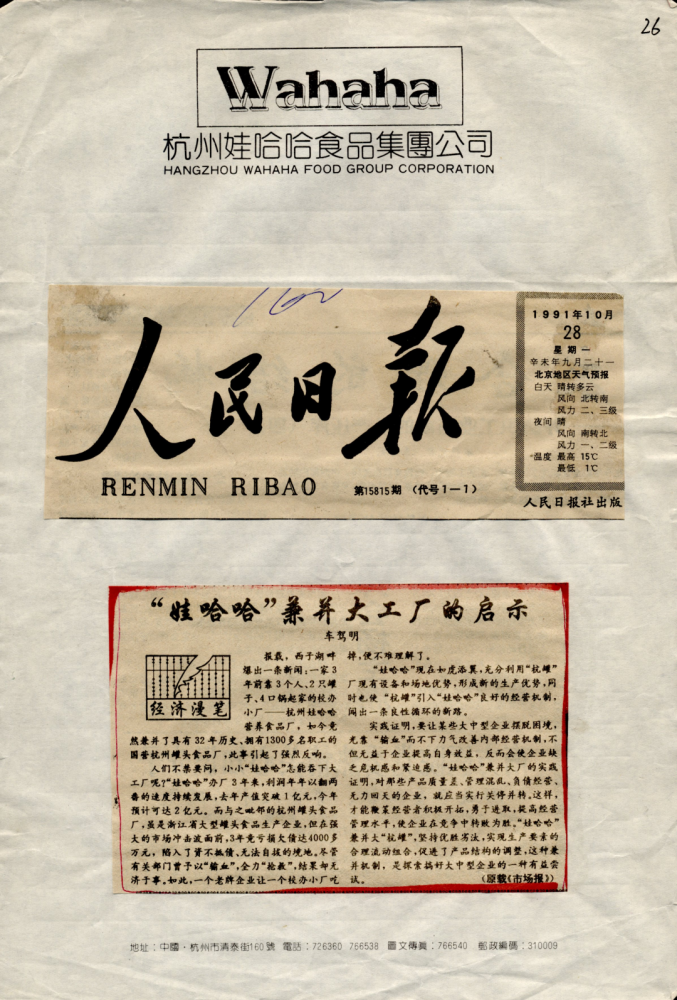 26
Wahaha
杭州娃哈哈食品集團公司
HANGZHOU WAHAHA FOOD GROUP CORPORATION
人民日报
RENMIN RIBAO
第15815期 (代号1—1)
1991年10月
28
星期一
辛未年九月二十一
北京地区天气预报
白天 晴转多云
风向 北转南
风力 二、三级
夜间 晴
风向 南转北
风力 一、二级
温度 最高 15℃
最低 1℃
人民日报社出版
“娃哈哈”兼并大工厂的启示
车驾明
经济漫笔
报载,西子湖畔
爆出一条新闻:一家3
年前靠3个人、2只罐
子、4口锅起家的校办
小厂——杭州娃哈哈
营养食品厂,如今竟
然兼并了具有32年历史、拥有1300多名职工的
国营杭州罐头食品厂,此事引起了强烈反响。
人们不禁要问,小小“娃哈哈”怎能吞下大
工厂呢?“娃哈哈”办厂3年来,利润年年以翻两
番的速度持续发展,去年产值突破1亿元,今年
预计可达2亿元。而与之毗邻的杭州罐头食品
厂,虽是浙江省大型罐头食品生产企业,但在强
大的市场冲击波面前,3年竟亏损欠债达4000多
万元,陷入了资不抵债、无法自拔的境地。尽管
有关部门曾予以“输血”,全力“抢救”,结果却无
济于事。如此,一个老牌企业让一个校办小厂吃
掉,便不难理解了。
“娃哈哈”现在如虎添翼,充分利用“杭罐”
厂现有设备和场地优势,形成新的生产优势,同
时也使“杭罐”引入“娃哈哈”良好的经营机制,
闯出一条良性循环的新路。
实践证明,要让某些大中型企业摆脱困境,
光靠“输血”而不下力气改革内部经营机制,不
但无益于企业提高自身效益,反而会使企业缺
乏危机感和紧迫感。“娃哈哈”兼并大厂的实践
证明,对那些产品质量差、管理混乱、负债经营、
无力回天的企业,就应当实行关停并转。这样,
才能鞭策经营者积极开拓,勇于进取,提高经营
管理水平,使企业在竞争中转败为胜。“娃哈哈”
兼并大“杭罐”,坚持优胜劣汰,实现生产要素的
合理流动组合,促进了产品结构的调整。这种兼
并机制,是探索搞好大中型企业的一种有益尝
试。 (原载《市场报》)
地址:中國·杭州市清泰街160號 電話:726360 766538 圖文傳真:766540 郵政編碼:310009